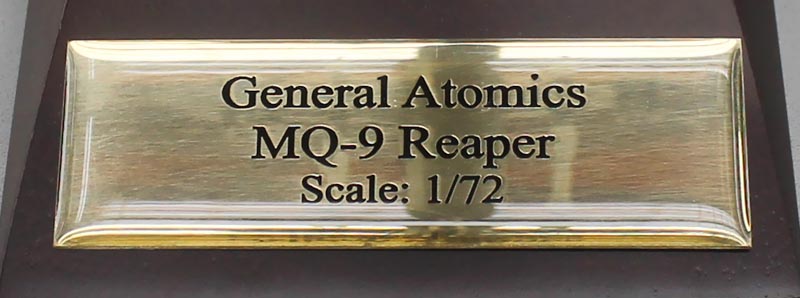 General Atomics
MQ-9 Reaper
Scale: 1/72